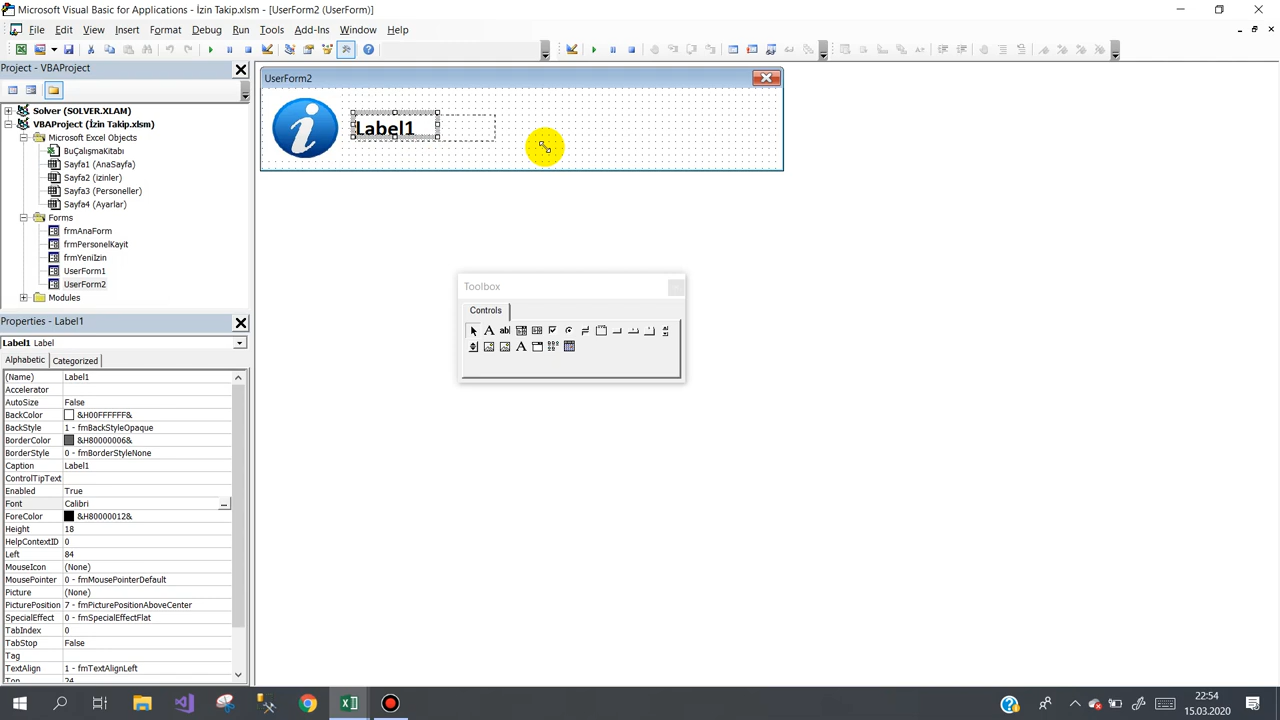 Microsoft Visual Basic for Applications - İzin Takip.xlsm - [UserForm2 (UserForm)]
File Edit View Insert Format Debug Run Tools Add-Ins Window Help
Project - VBAProject
Solver (SOLVER.XLAM)
VBAProject (İzin Takip.xlsm)
Microsoft Excel Objects
BuÇalışmaKitabı
Sayfa1 (AnaSayfa)
Sayfa2 (izinler)
Sayfa3 (Personeller)
Sayfa4 (Ayarlar)
Forms
frmAnaForm
frmPersonelKayit
frmYeniIzin
UserForm1
UserForm2
Modules
Properties - Label1
Label1 Label
Alphabetic Categorized
(Name) Label1
Accelerator
AutoSize False
BackColor &H00FFFFFF&
BackStyle 1 - fmBackStyleOpaque
BorderColor &H80000006&
BorderStyle 0 - fmBorderStyleNone
Caption Label1
ControlTipText
Enabled True
Font Calibri
ForeColor &H80000012&
Height 18
HelpContextID 0
Left 84
MouseIcon (None)
MousePointer 0 - fmMousePointerDefault
Picture (None)
PicturePosition 7 - fmPicturePositionAboveCenter
SpecialEffect 0 - fmSpecialEffectFlat
TabIndex 0
TabStop False
Tag
TextAlign 1 - fmTextAlignLeft
Top 24
UserForm2
Label1
Toolbox
Controls
22:54
15.03.2020